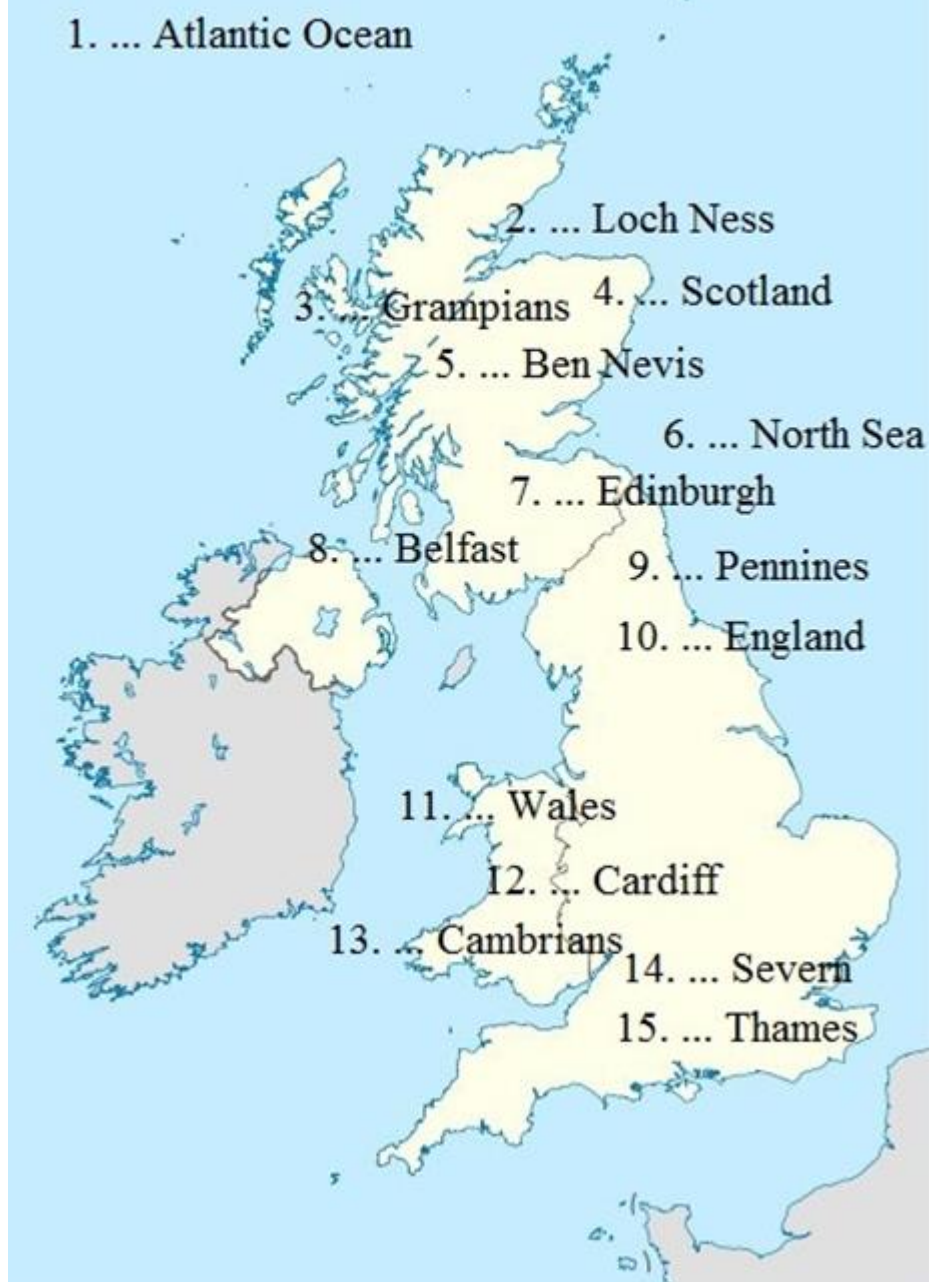 1. ... Atlantic Ocean
2. ... Loch Ness
3. ... Grampians
4. ... Scotland
5. ... Ben Nevis
6. ... North Sea
7. ... Edinburgh
8. ... Belfast
9. ... Pennines
10. ... England
11. ... Wales
12. ... Cardiff
13. ... Cambrians
14. ... Severn
15. ... Thames